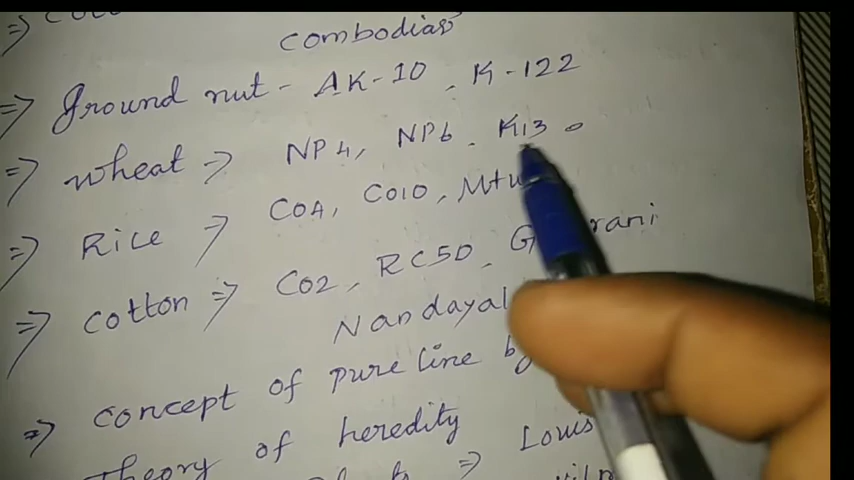 combodias
=> ground nut - AK-10, K-122
=> wheat => NP4, NP6. K13
=> Rice => COA, CO10, Mtu
=> cotton => CO2, RC50,
Nandayal
=> concept of pure line by
theory of heredity
=> Louis